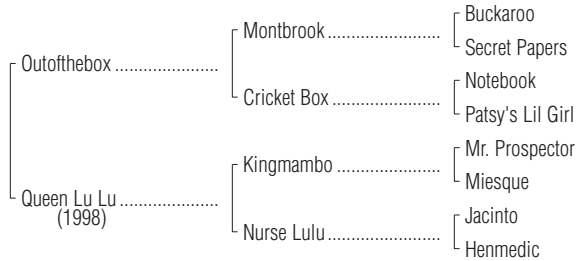 Buckaroo
Montbrook ........................
Secret Papers
Outofthebox ......................
Notebook
Cricket Box ........................
Patsy's Lil Girl
Mr. Prospector
Kingmambo ......................
Miesque
Queen Lu Lu .....................
(1998)
Jacinto
Nurse Lulu ........................
Henmedic